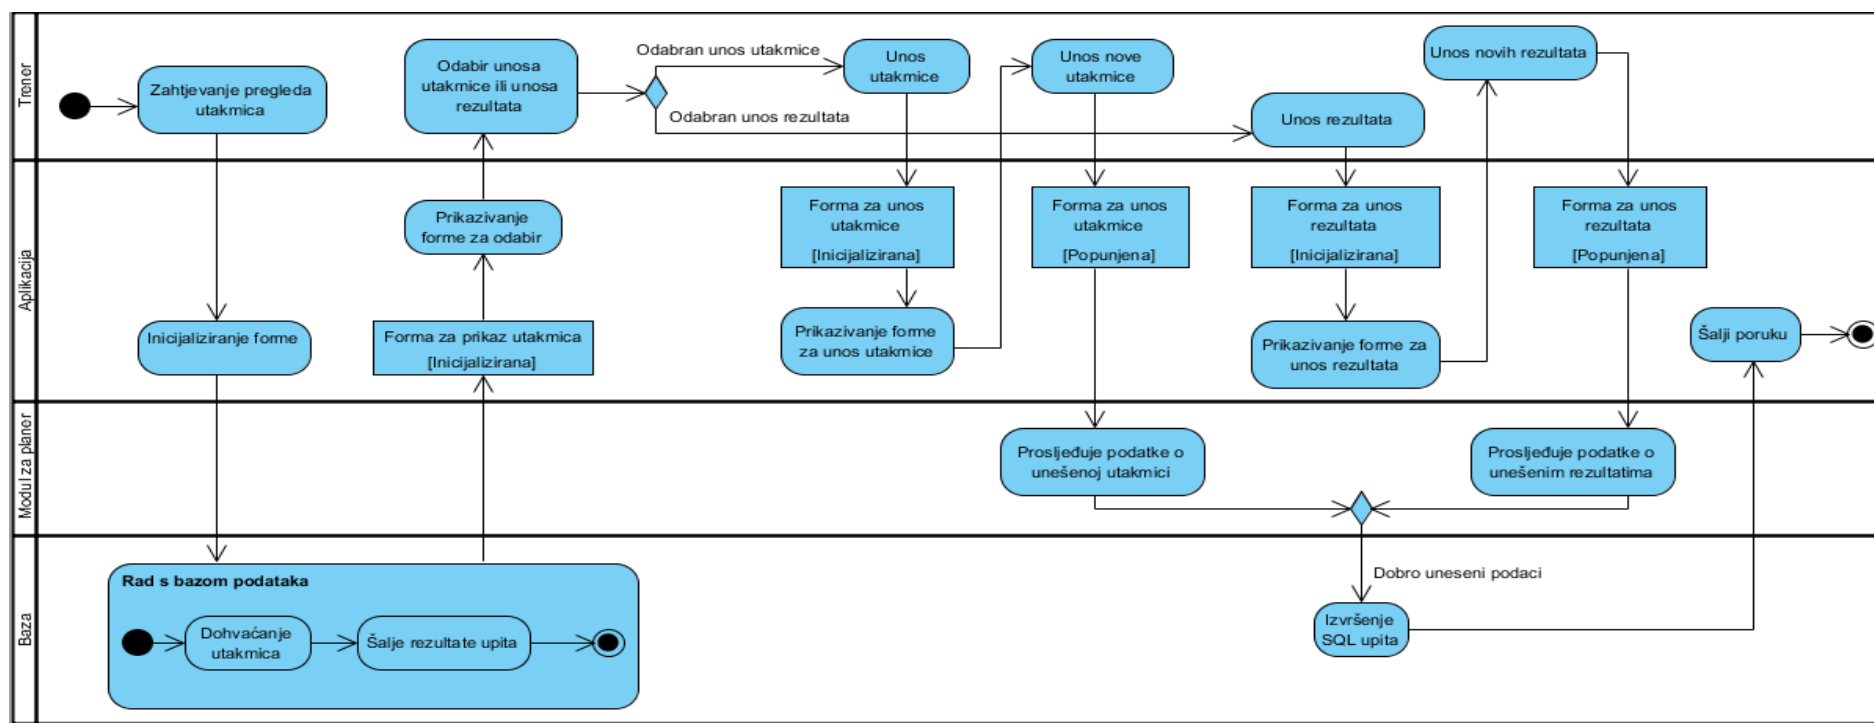 Trener
Zahtjevanje pregleda
utakmica
Odabir unosa
utakmice ili unosa
rezultata
Odabran unos utakmice
Odabran unos rezultata
Unos
utakmice
Unos nove
utakmice
Unos rezultata
Unos novih rezultata
Aplikacija
Inicijaliziranje forme
Prikazivanje
forme za odabir
Forma za prikaz utakmica
[Inicijalizirana]
Forma za unos
utakmice
[Inicijalizirana]
Prikazivanje forme
za unos utakmice
Forma za unos
utakmice
[Popunjena]
Forma za unos
rezultata
[Inicijalizirana]
Prikazivanje forme za
unos rezultata
Forma za unos
rezultata
[Popunjena]
Šalji poruku
Modul za planer
Prosljeđuje podatke o
unešenoj utakmici
Prosljeđuje podatke o
unešenim rezultatima
Baza
Rad s bazom podataka
Dohvaćanje
utakmica
Šalje rezultate upita
Dobro uneseni podaci
Izvršenje
SQL upita